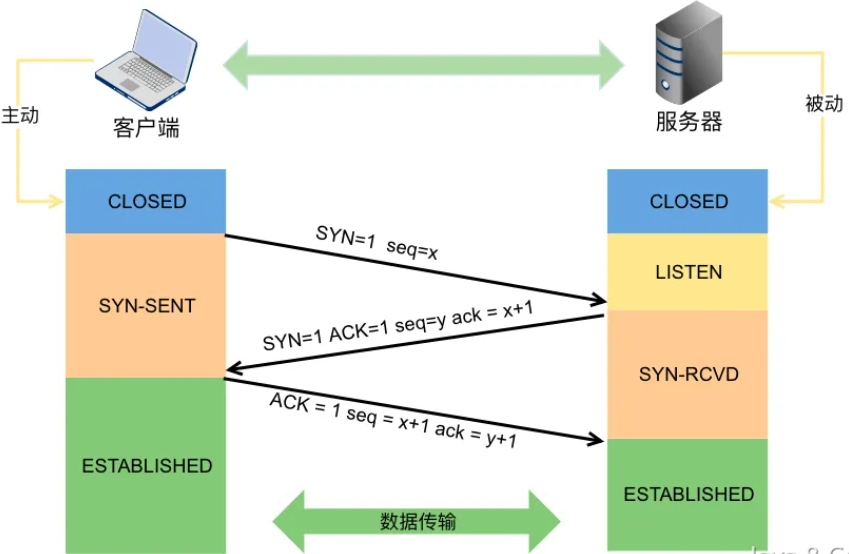 主动
客户端
服务器
被动
CLOSED
CLOSED
SYN=1 seq=x
LISTEN
SYN-SENT
SYN=1 ACK=1 seq=y ack = x+1
SYN-RCVD
ACK = 1 seq = x+1 ack = y+1
ESTABLISHED
ESTABLISHED
数据传输